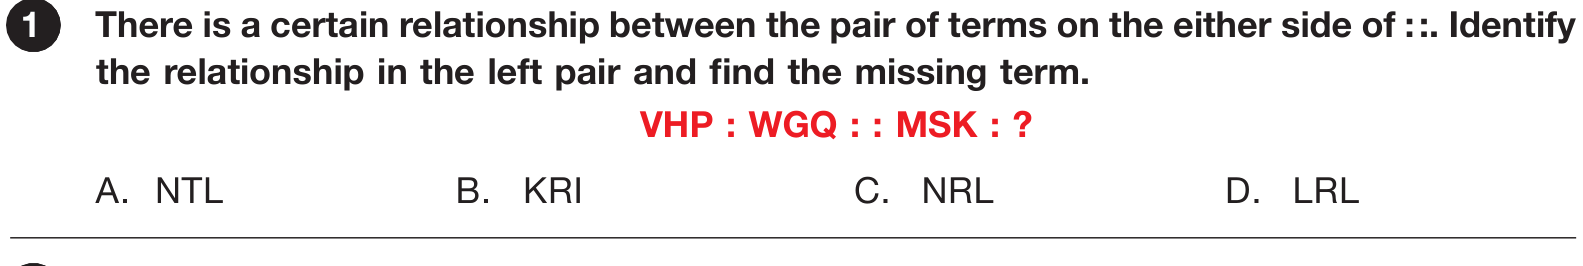 1 There is a certain relationship between the pair of terms on the either side of ::. Identify
the relationship in the left pair and find the missing term.
VHP : WGQ : : MSK : ?
A. NTL B. KRI C. NRL D. LRL